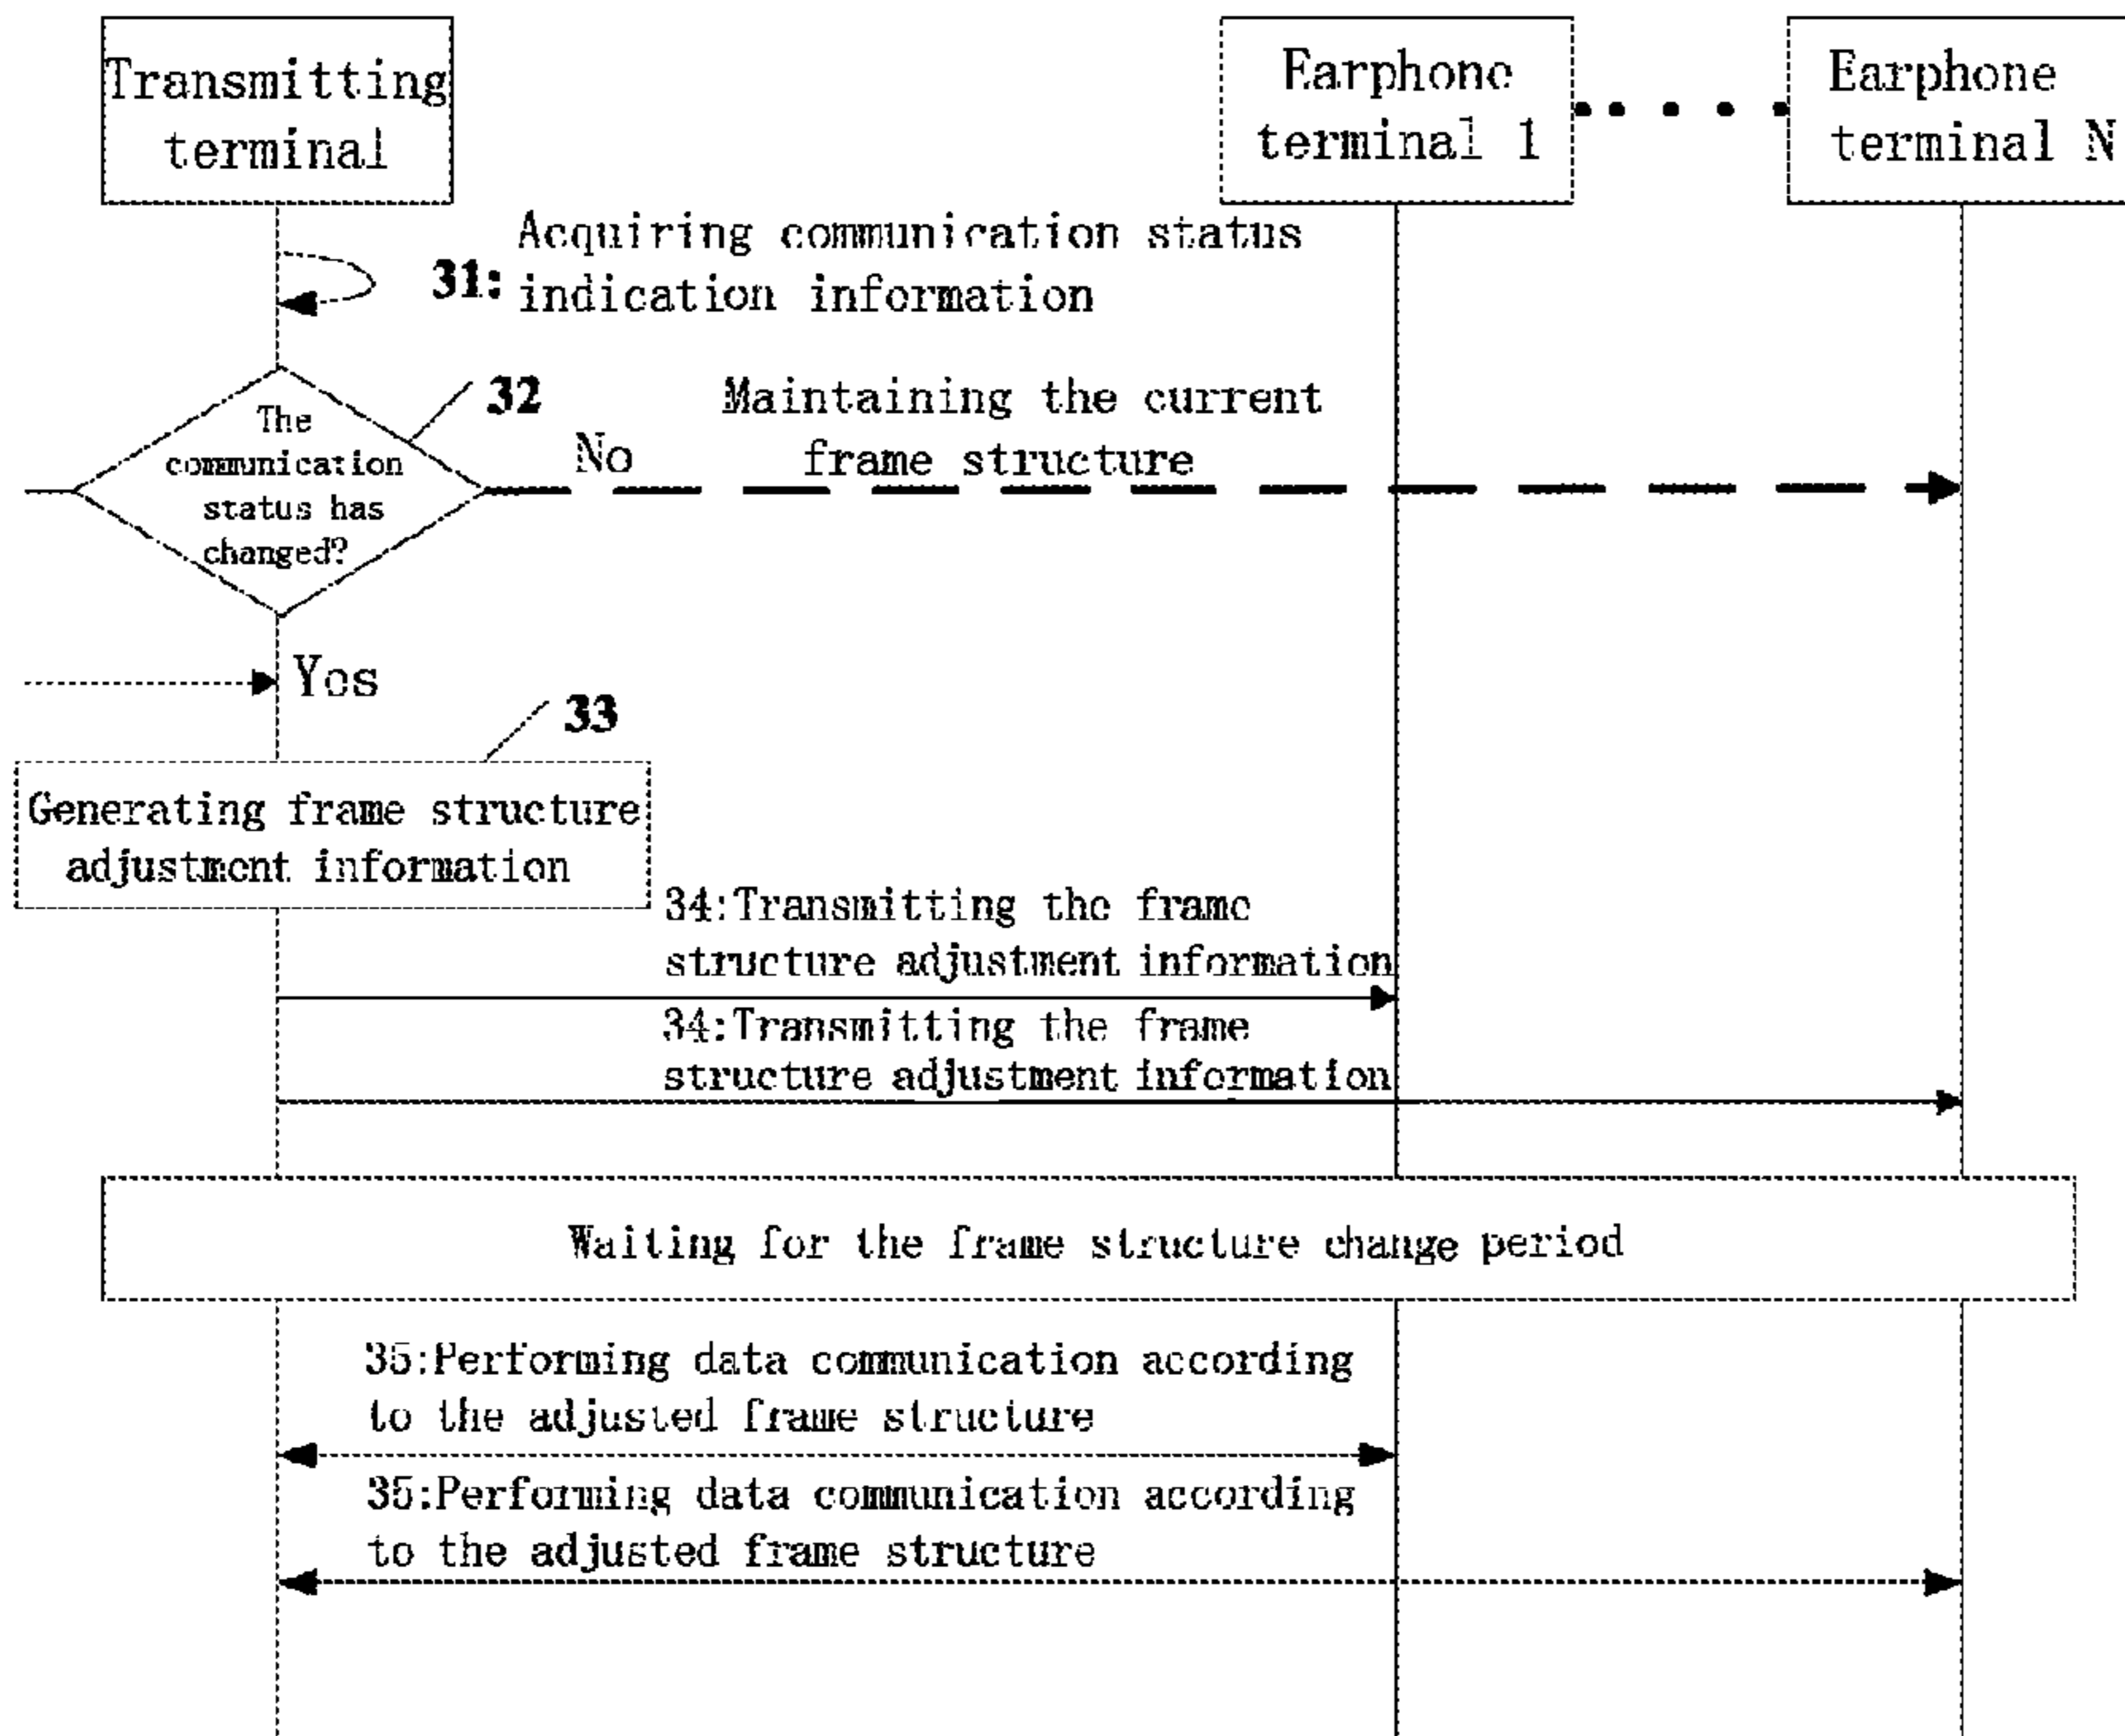 Transmitting
terminal
Earphone
terminal 1
Earphone
terminal N
31: Acquiring communication status
indication information
32
The
communication
status has
changed?
No
Maintaining the current
frame structure
Yes
33
Generating frame structure
adjustment information
34:Transmitting the frame
structure adjustment information
34:Transmitting the frame
structure adjustment information
Waiting for the frame structure change period
35:Performing data communication according
to the adjusted frame structure
35:Performing data communication according
to the adjusted frame structure